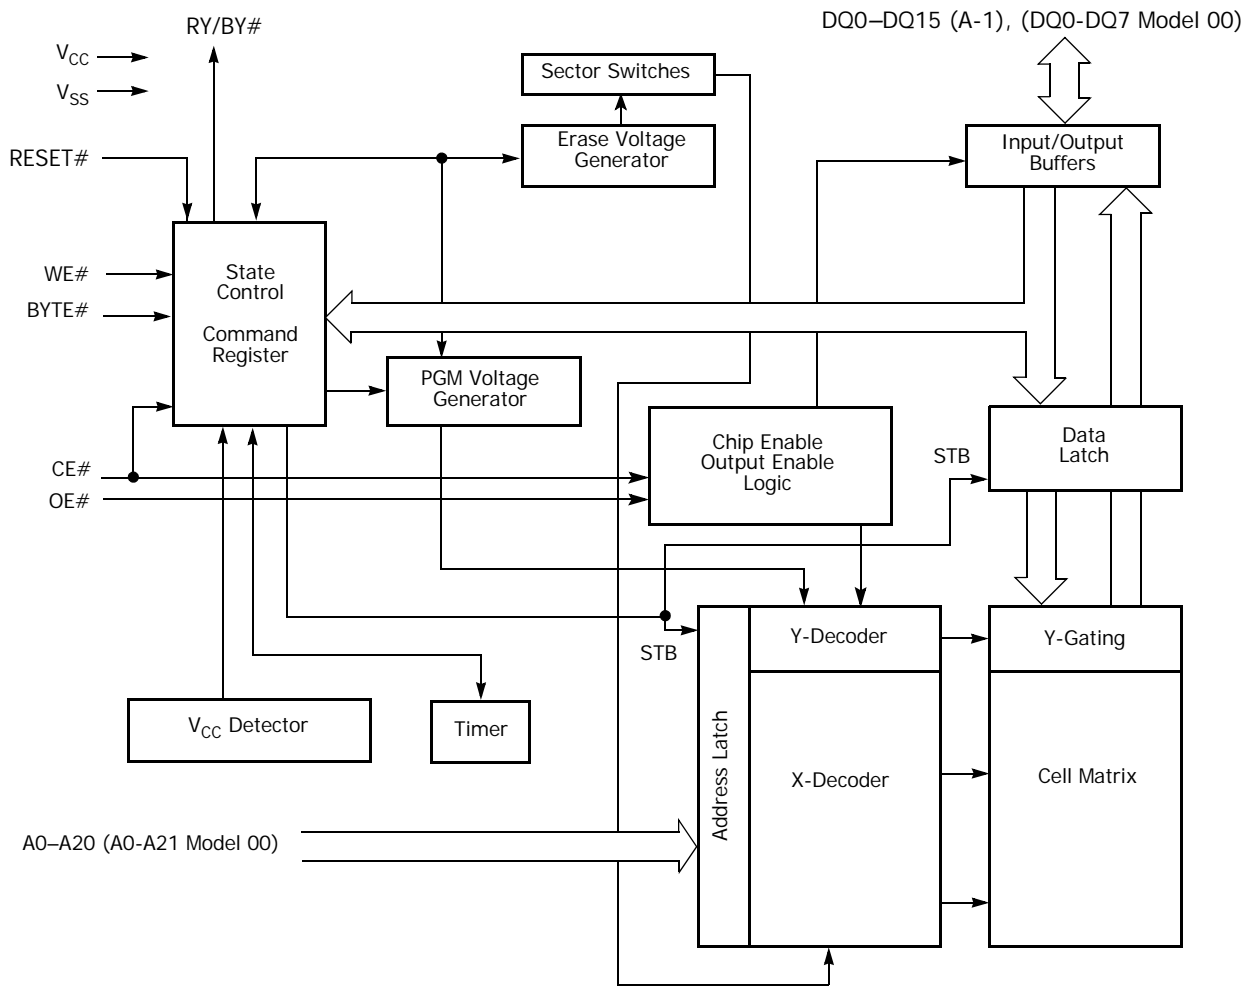 RY/BY#
DQ0–DQ15 (A-1), (DQ0-DQ7 Model 00)
VCC
VSS
Sector Switches
Erase Voltage
Generator
Input/Output
Buffers
RESET#
WE#
BYTE#
State
Control
Command
Register
PGM Voltage
Generator
Chip Enable
Output Enable
Logic
Data
Latch
STB
CE#
OE#
STB
Y-Decoder
Y-Gating
VCC Detector
Timer
Address Latch
X-Decoder
Cell Matrix
A0–A20 (A0-A21 Model 00)